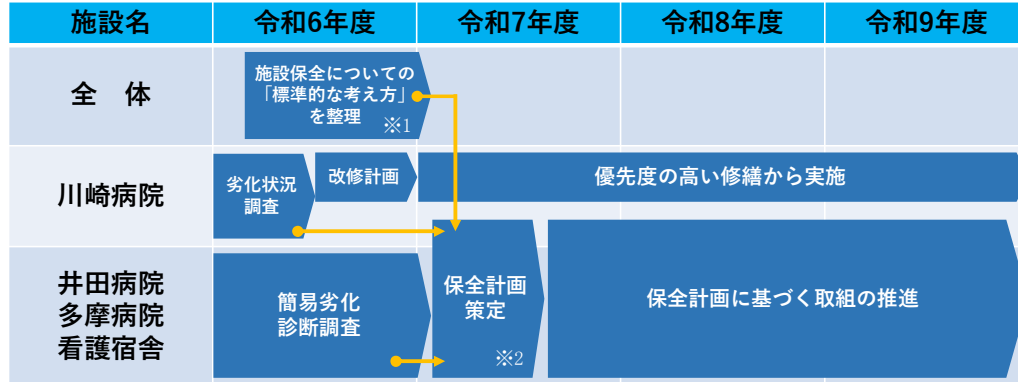 施設名 令和6年度 令和7年度 令和8年度 令和9年度
全　体
施設保全についての
「標準的な考え方」
を整理
※1
川崎病院
劣化状況
調査
改修計画
優先度の高い修繕から実施
井田病院
多摩病院
看護宿舎
簡易劣化
診断調査
保全計画
策定
※2
保全計画に基づく取組の推進